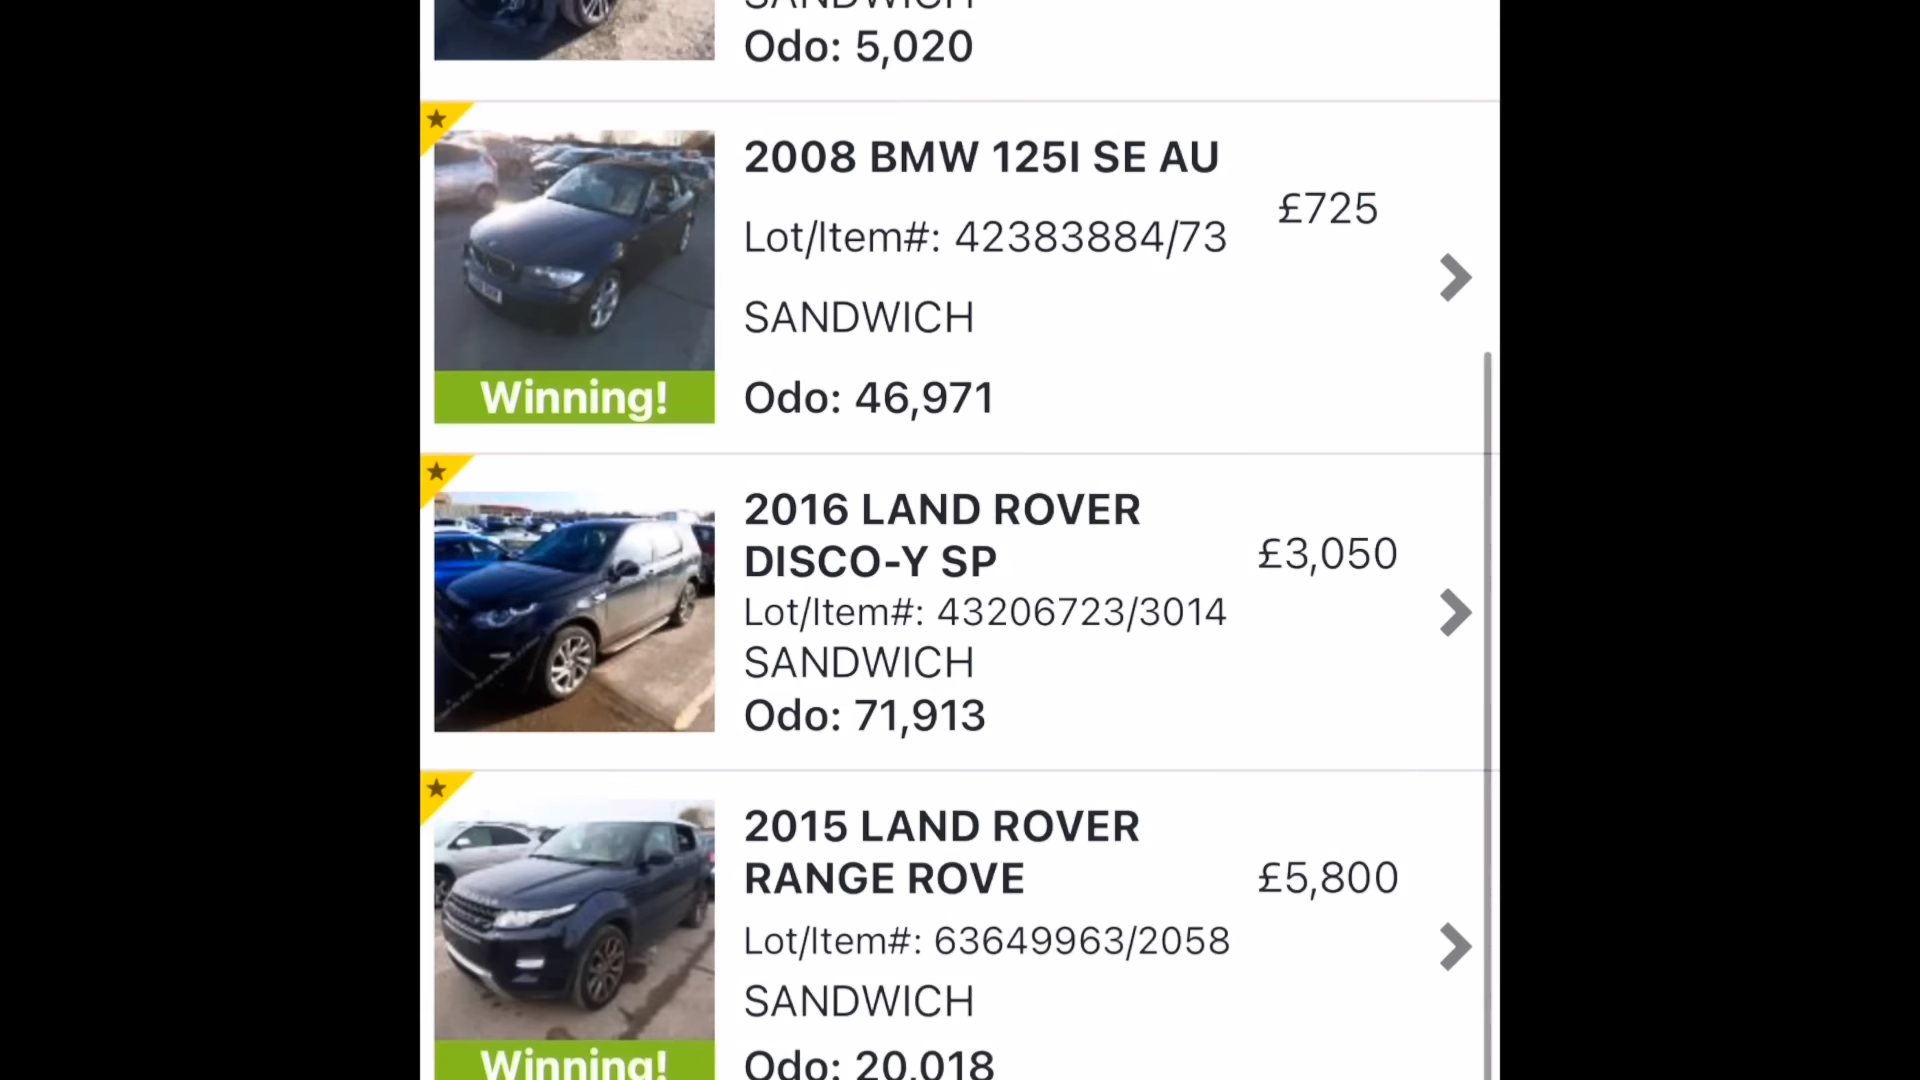 SANDWICH
Odo: 5,020
2008 BMW 125I SE AU
£725
Lot/Item#: 42383884/73
SANDWICH
Winning!
Odo: 46,971
2016 LAND ROVER
DISCO-Y SP
£3,050
Lot/Item#: 43206723/3014
SANDWICH
Odo: 71,913
2015 LAND ROVER
RANGE ROVE
£5,800
Lot/Item#: 63649963/2058
SANDWICH
Winning!
Odo: 20,018